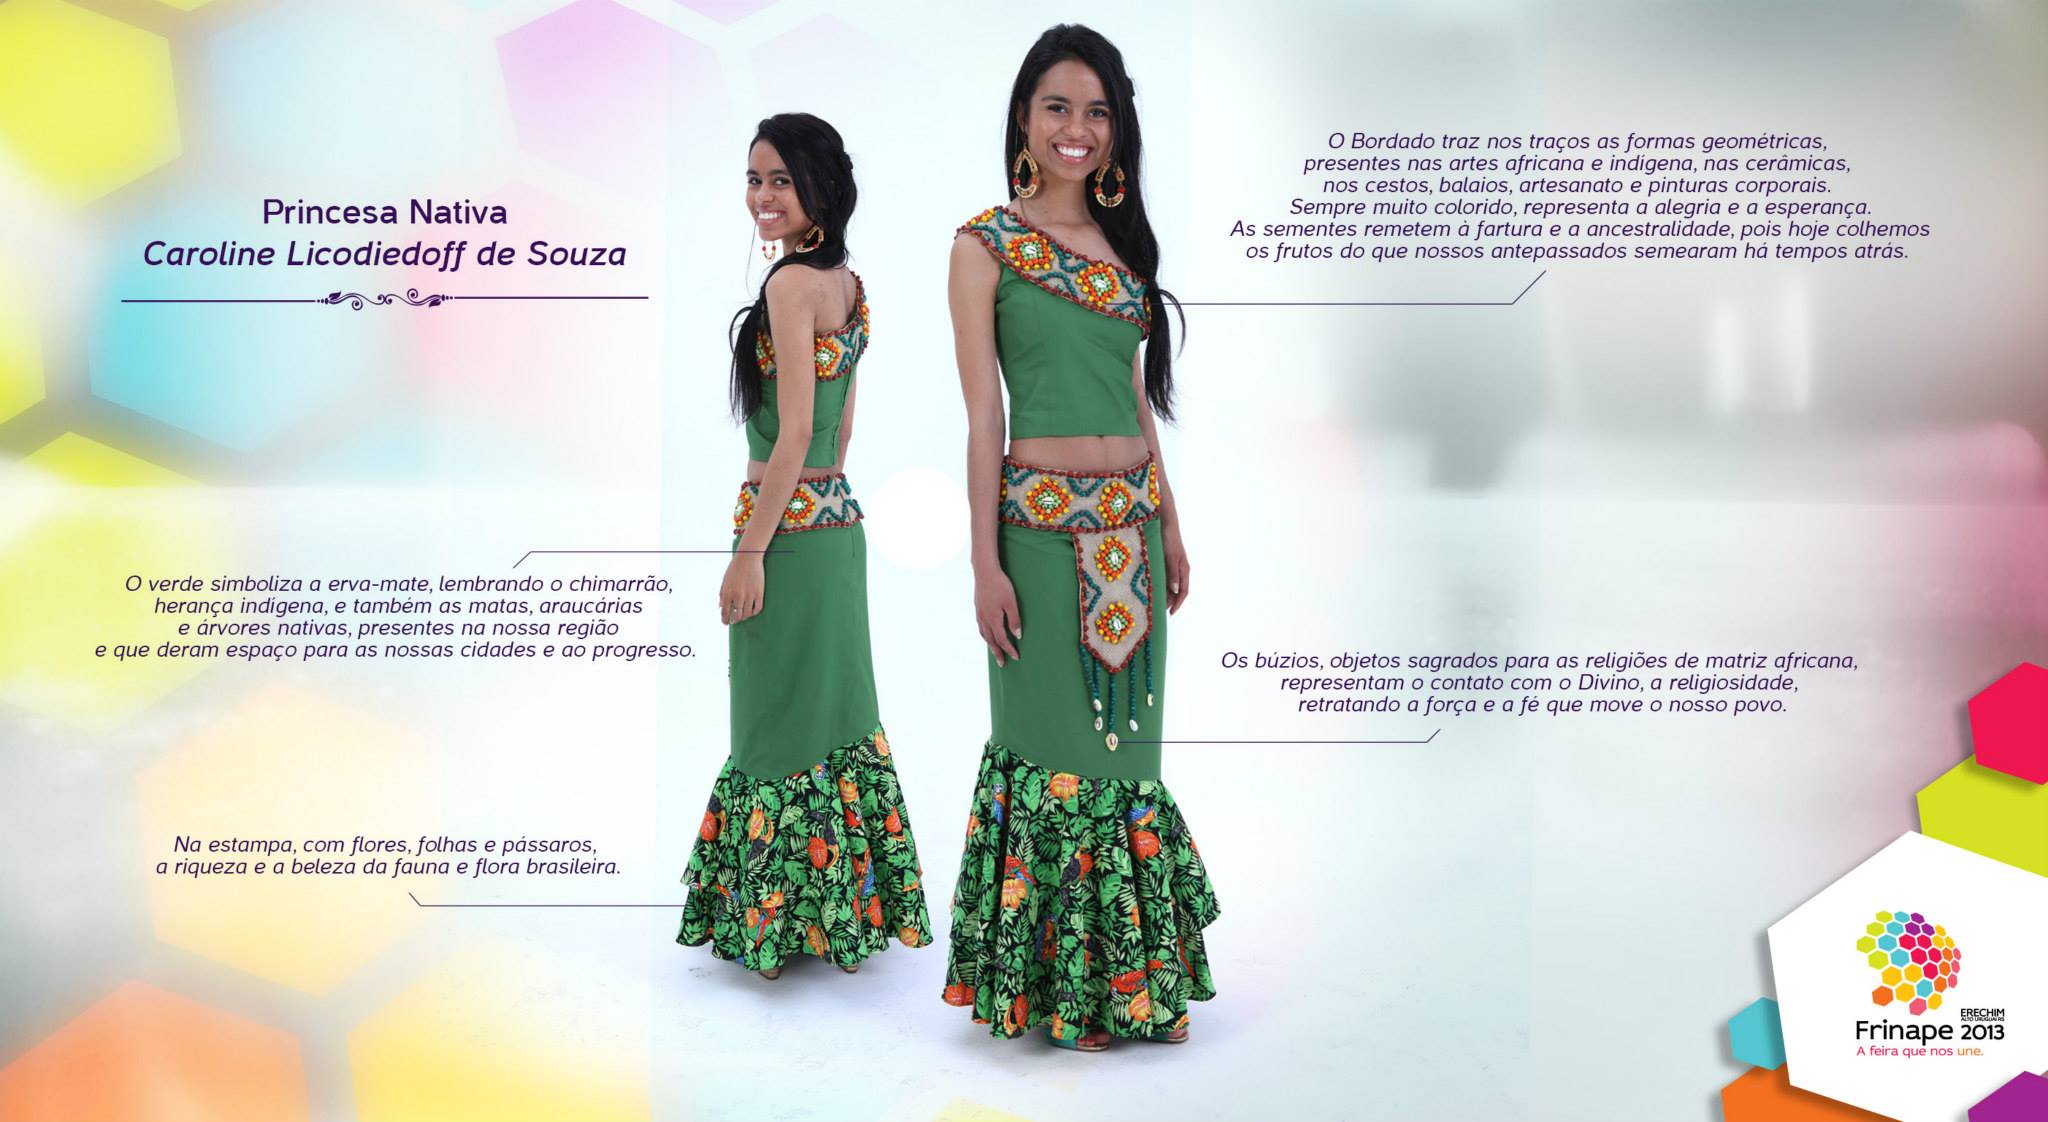 Princesa Nativa
Caroline Licodiedoff de Souza
O Bordado traz nos traços as formas geométricas,
presentes nas artes africana e indígena, nas cerâmicas,
nos cestos, balaios, artesanato e pinturas corporais.
Sempre muito colorido, representa a alegria e a esperança.
As sementes remetem à fartura e a ancestralidade, pois hoje colhemos
os frutos do que nossos antepassados semearam há tempos atrás.
O verde simboliza a erva-mate, lembrando o chimarrão,
herança indígena, e também as matas, araucárias
e árvores nativas, presentes na nossa região
e que deram espaço para as nossas cidades e ao progresso.
Os búzios, objetos sagrados para as religiões de matriz africana,
representam o contato com o Divino, a religiosidade,
retratando a força e a fé que move o nosso povo.
Na estampa, com flores, folhas e pássaros,
a riqueza e a beleza da fauna e flora brasileira.
ERECHIM
ALTO URUGUAI RS
Frinape 2013
A feira que nos une.